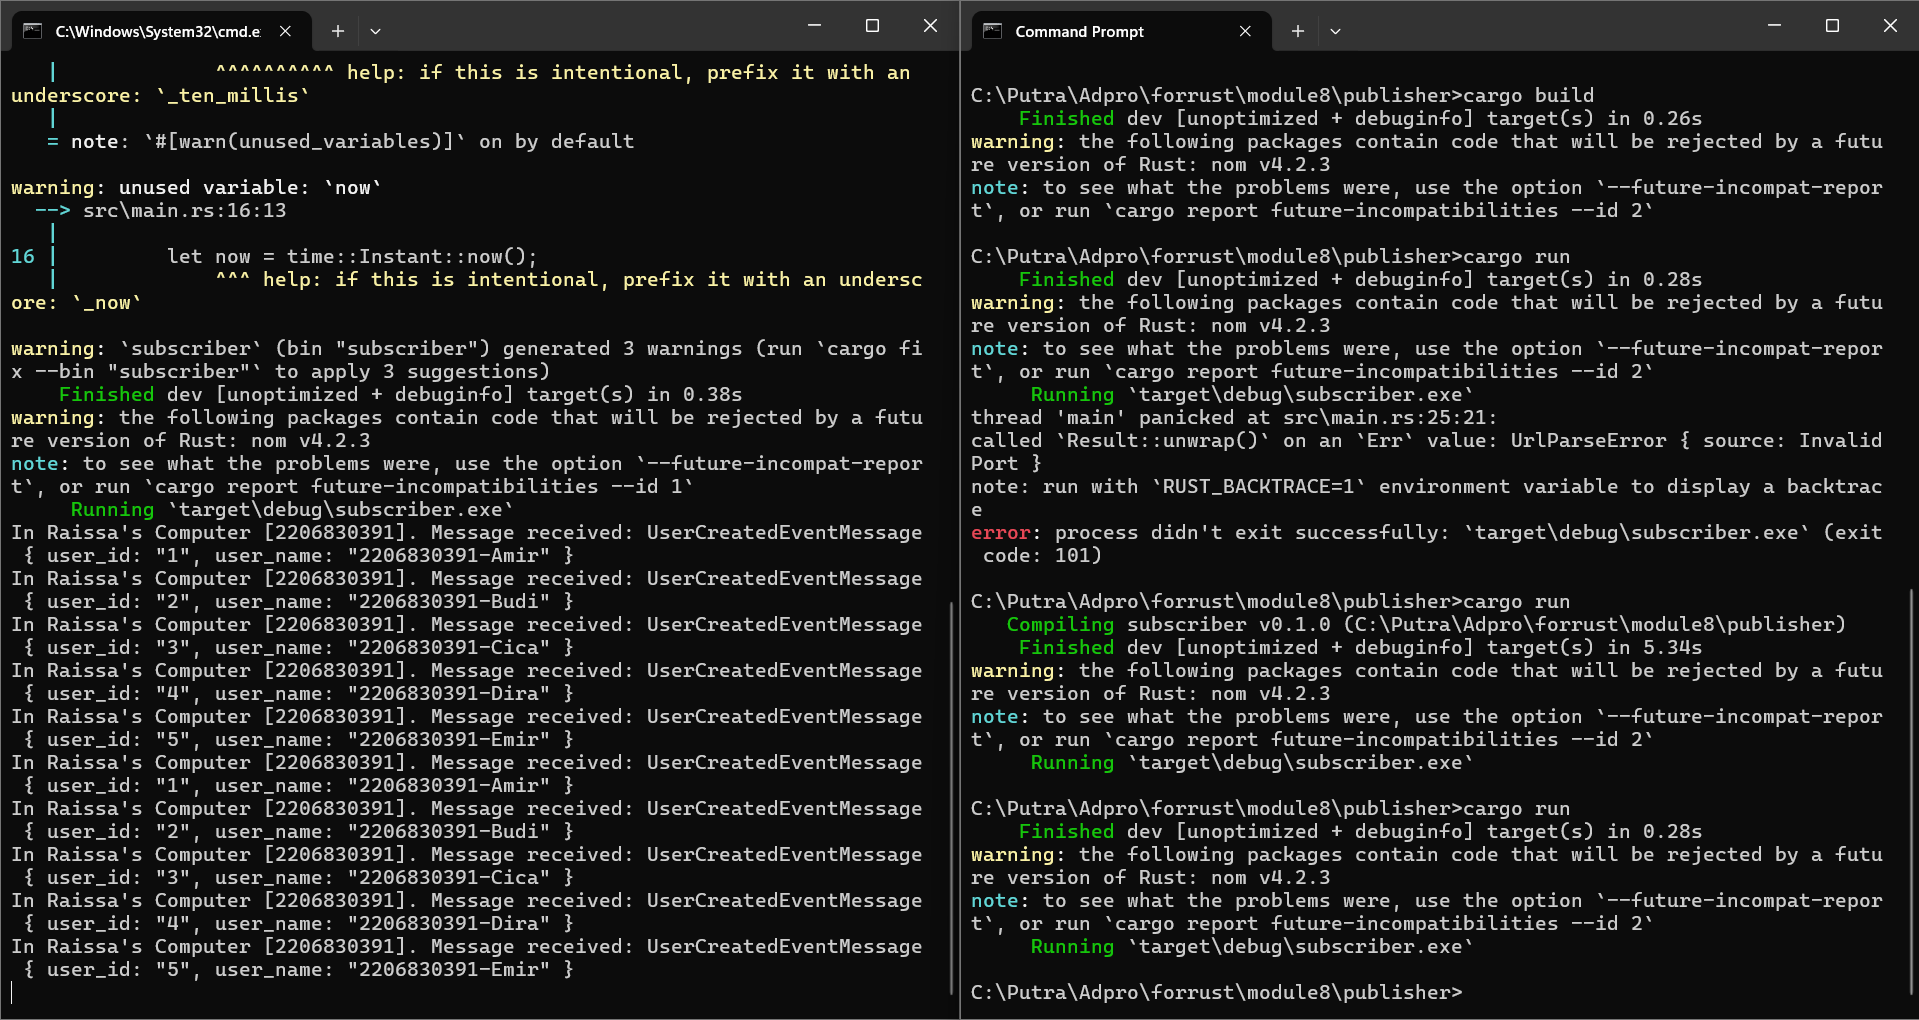 C:\Windows\System32\cmd.e
   |             ^^^^^^^^^^ help: if this is intentional, prefix it with an
underscore: `_ten_millis`
   |
   = note: `#[warn(unused_variables)]` on by default
warning: unused variable: `now`
  --> src\main.rs:16:13
   |
16 |         let now = time::Instant::now();
   |             ^^^ help: if this is intentional, prefix it with an undersc
ore: `_now`
warning: `subscriber` (bin "subscriber") generated 3 warnings (run `cargo fi
x --bin "subscriber"` to apply 3 suggestions)
    Finished dev [unoptimized + debuginfo] target(s) in 0.38s
warning: the following packages contain code that will be rejected by a futu
re version of Rust: nom v4.2.3
note: to see what the problems were, use the option `--future-incompat-repor
t`, or run `cargo report future-incompatibilities --id 1`
     Running `target\debug\subscriber.exe`
In Raissa's Computer [2206830391]. Message received: UserCreatedEventMessage
 { user_id: "1", user_name: "2206830391-Amir" }
In Raissa's Computer [2206830391]. Message received: UserCreatedEventMessage
 { user_id: "2", user_name: "2206830391-Budi" }
In Raissa's Computer [2206830391]. Message received: UserCreatedEventMessage
 { user_id: "3", user_name: "2206830391-Cica" }
In Raissa's Computer [2206830391]. Message received: UserCreatedEventMessage
 { user_id: "4", user_name: "2206830391-Dira" }
In Raissa's Computer [2206830391]. Message received: UserCreatedEventMessage
 { user_id: "5", user_name: "2206830391-Emir" }
In Raissa's Computer [2206830391]. Message received: UserCreatedEventMessage
 { user_id: "1", user_name: "2206830391-Amir" }
In Raissa's Computer [2206830391]. Message received: UserCreatedEventMessage
 { user_id: "2", user_name: "2206830391-Budi" }
In Raissa's Computer [2206830391]. Message received: UserCreatedEventMessage
 { user_id: "3", user_name: "2206830391-Cica" }
In Raissa's Computer [2206830391]. Message received: UserCreatedEventMessage
 { user_id: "4", user_name: "2206830391-Dira" }
In Raissa's Computer [2206830391]. Message received: UserCreatedEventMessage
 { user_id: "5", user_name: "2206830391-Emir" }
Command Prompt
C:\Putra\Adpro\forrust\module8\publisher>cargo build
    Finished dev [unoptimized + debuginfo] target(s) in 0.26s
warning: the following packages contain code that will be rejected by a futu
re version of Rust: nom v4.2.3
note: to see what the problems were, use the option `--future-incompat-repor
t`, or run `cargo report future-incompatibilities --id 2`
C:\Putra\Adpro\forrust\module8\publisher>cargo run
    Finished dev [unoptimized + debuginfo] target(s) in 0.28s
warning: the following packages contain code that will be rejected by a futu
re version of Rust: nom v4.2.3
note: to see what the problems were, use the option `--future-incompat-repor
t`, or run `cargo report future-incompatibilities --id 2`
     Running `target\debug\subscriber.exe`
thread 'main' panicked at src\main.rs:25:21:
called `Result::unwrap()` on an `Err` value: UrlParseError { source: Invalid
Port }
note: run with `RUST_BACKTRACE=1` environment variable to display a backtrac
e
error: process didn't exit successfully: `target\debug\subscriber.exe` (exit
 code: 101)
C:\Putra\Adpro\forrust\module8\publisher>cargo run
   Compiling subscriber v0.1.0 (C:\Putra\Adpro\forrust\module8\publisher)
    Finished dev [unoptimized + debuginfo] target(s) in 5.34s
warning: the following packages contain code that will be rejected by a futu
re version of Rust: nom v4.2.3
note: to see what the problems were, use the option `--future-incompat-repor
t`, or run `cargo report future-incompatibilities --id 2`
     Running `target\debug\subscriber.exe`
C:\Putra\Adpro\forrust\module8\publisher>cargo run
    Finished dev [unoptimized + debuginfo] target(s) in 0.28s
warning: the following packages contain code that will be rejected by a futu
re version of Rust: nom v4.2.3
note: to see what the problems were, use the option `--future-incompat-repor
t`, or run `cargo report future-incompatibilities --id 2`
     Running `target\debug\subscriber.exe`
C:\Putra\Adpro\forrust\module8\publisher>